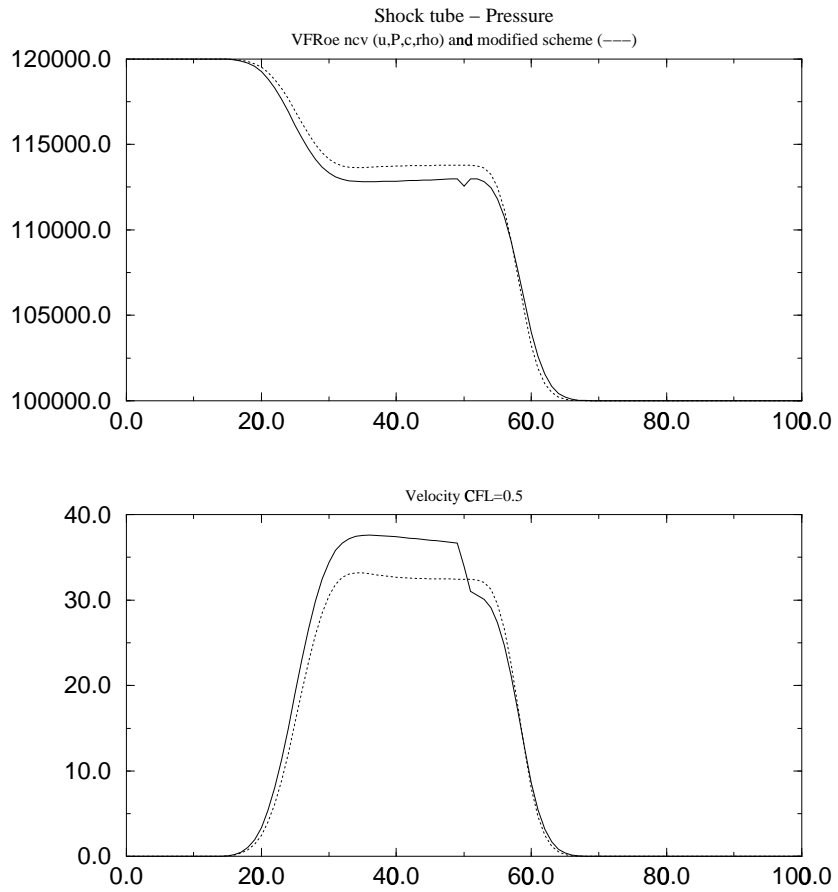 Shock tube – Pressure
VFRoe ncv (u,P,c,rho) and modified scheme (−−−)
120000.0
115000.0
110000.0
105000.0
100000.0
0.0 20.0 40.0 60.0 80.0 100.0
Velocity CFL=0.5
40.0
30.0
20.0
10.0
0.0
0.0 20.0 40.0 60.0 80.0 100.0